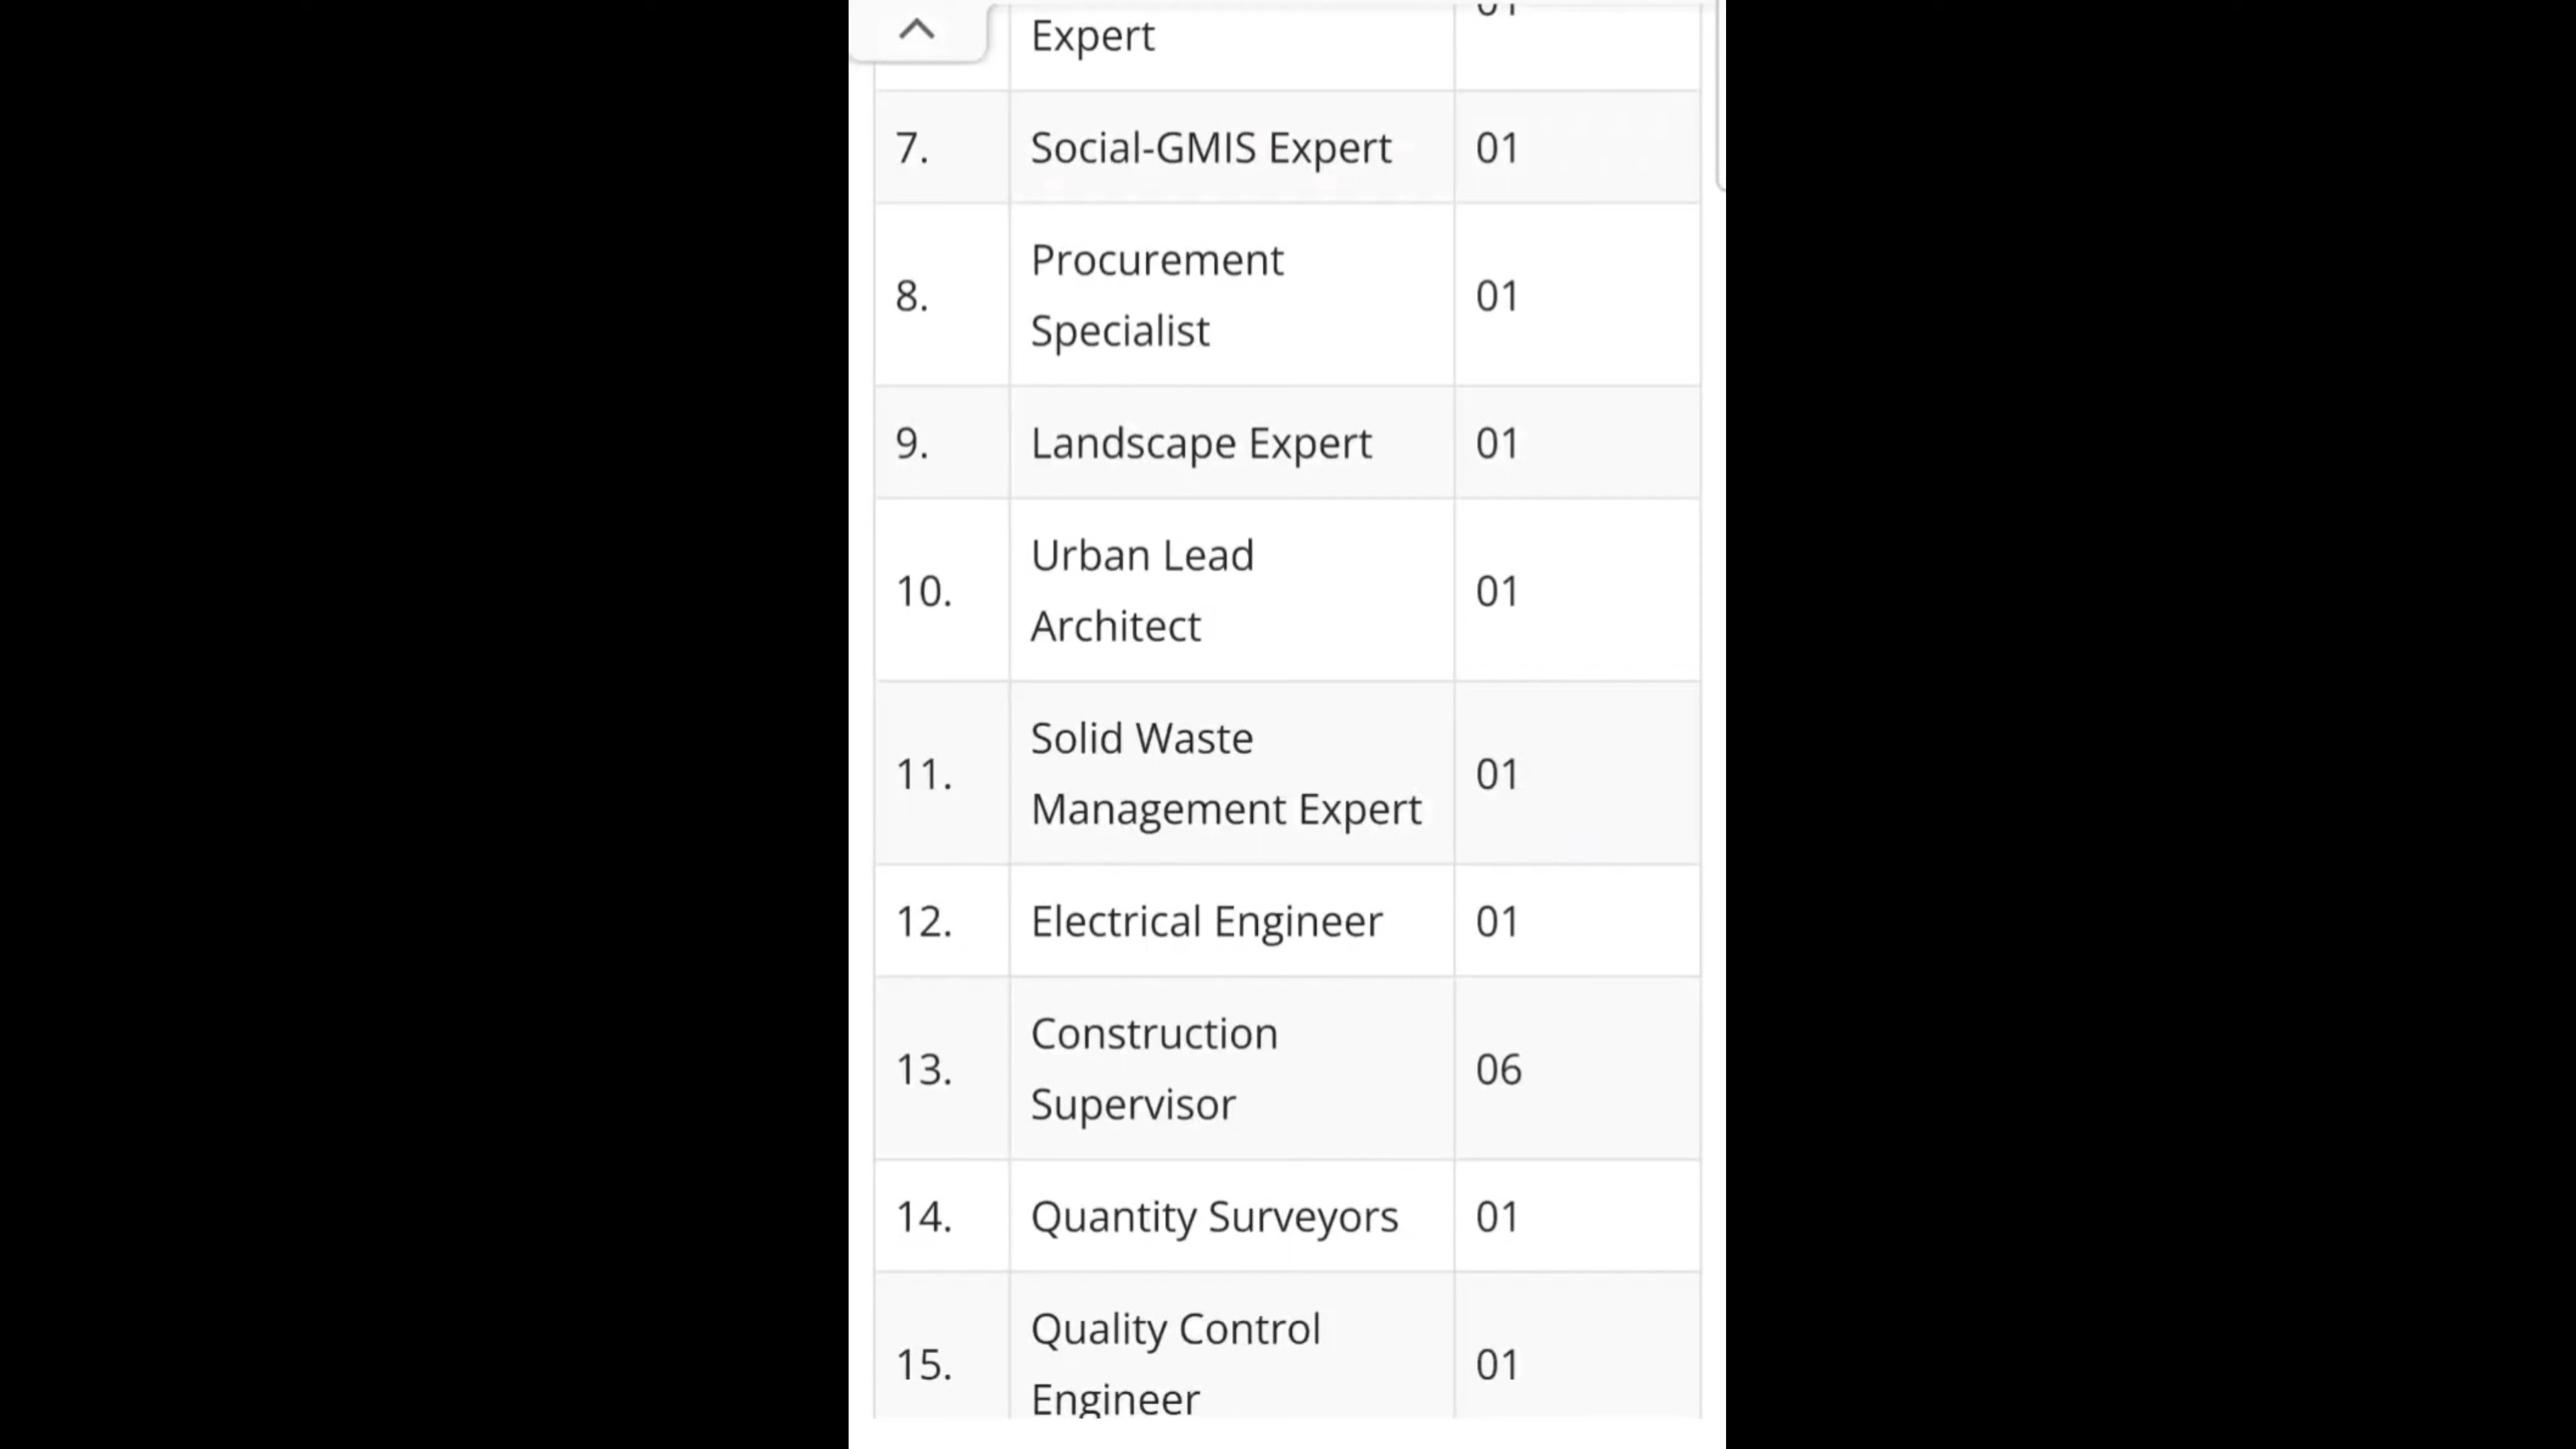 Expert
7. Social-GMIS Expert 01
8. Procurement
Specialist 01
9. Landscape Expert 01
10. Urban Lead
Architect 01
11. Solid Waste
Management Expert 01
12. Electrical Engineer 01
13. Construction
Supervisor 06
14. Quantity Surveyors 01
15. Quality Control
Engineer 01